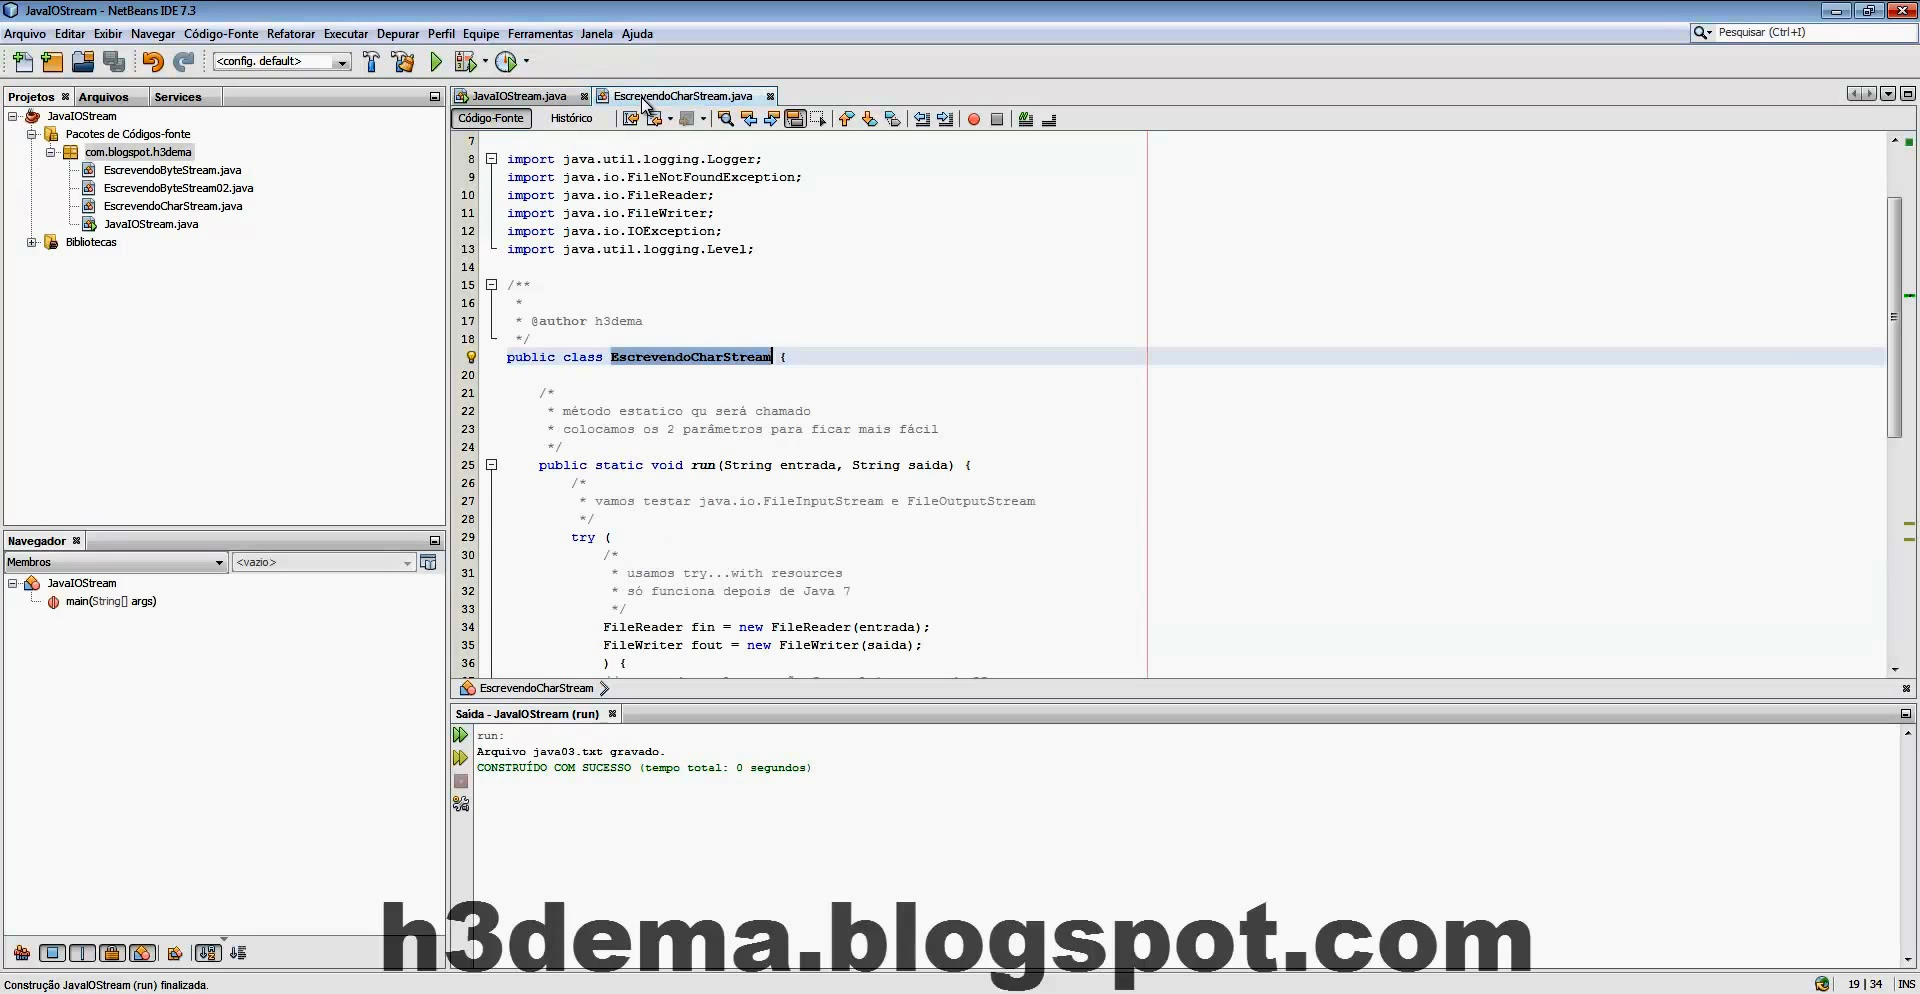 JavaIOStream - NetBeans IDE 7.3
Arquivo Editar Exibir Navegar Código-Fonte Refatorar Executar Depurar Perfil Equipe Ferramentas Janela Ajuda
Pesquisar (Ctrl+I)
<config. default>
Projetos Arquivos Services
JavaIOStream
Pacotes de Códigos-fonte
com.blogspot.h3dema
EscrevendoByteStream.java
EscrevendoByteStream02.java
EscrevendoCharStream.java
JavaIOStream.java
Bibliotecas
Navegador
Membros <vazio>
JavaIOStream
main(String[] args)
JavaIOStream.java EscrevendoCharStream.java
Código-Fonte Histórico
7
8 import java.util.logging.Logger;
9 import java.io.FileNotFoundException;
10 import java.io.FileReader;
11 import java.io.FileWriter;
12 import java.io.IOException;
13 import java.util.logging.Level;
14
15 /**
16 *
17 * @author h3dema
18 */
public class EscrevendoCharStream {
20
21 /*
22 * método estatico qu será chamado
23 * colocamos os 2 parâmetros para ficar mais fácil
24 */
25 public static void run(String entrada, String saida) {
26 /*
27 * vamos testar java.io.FileInputStream e FileOutputStream
28 */
29 try (
30 /*
31 * usamos try...with resources
32 * só funciona depois de Java 7
33 */
34 FileReader fin = new FileReader(entrada);
35 FileWriter fout = new FileWriter(saida);
36 ) {
EscrevendoCharStream
Saída - JavaIOStream (run)
run:
Arquivo java03.txt gravado.
CONSTRUÍDO COM SUCESSO (tempo total: 0 segundos)
h3dema.blogspot.com
Construção JavaIOStream (run) finalizada.
19 | 34 INS